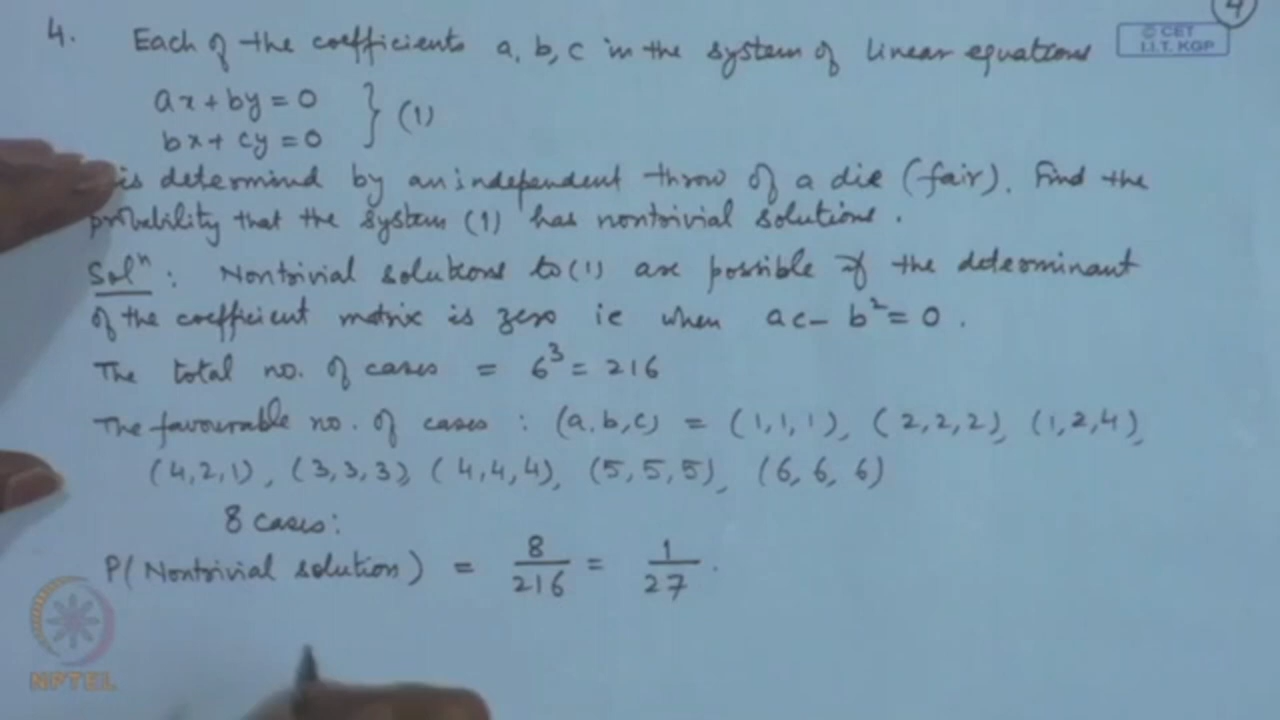 4
© CET
I.I.T. KGP
4. Each of the coefficients a, b, c in the system of linear equations
ax + by = 0
bx + cy = 0 } (1)
is determind by an independent throw of a die (fair). Find the
probability that the system (1) has nontrivial solutions.
Solⁿ: Nontrivial solutions to (1) are possible if the determinant
of the coefficient matrix is zero ie when ac - b² = 0.
The total no. of cases = 6³ = 216
The favourable no. of cases : (a, b, c) = (1, 1, 1), (2, 2, 2), (1, 2, 4),
(4, 2, 1), (3, 3, 3), (4, 4, 4), (5, 5, 5), (6, 6, 6)
8 cases:
P(Nontrivial solution) = 8/216 = 1/27.
NPTEL